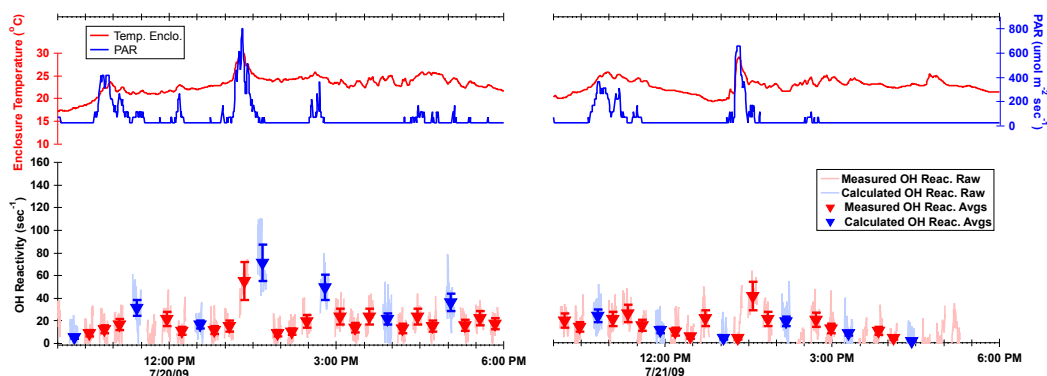 Enclosure Temperature (°C)
30
25
20
15
10
Temp. Enclo.
PAR
800
600
400
200
0
PAR (umol m-2 sec-1)
OH Reactivity (sec-1)
160
140
120
100
80
60
40
20
0
Measured OH Reac. Raw
Calculated OH Reac. Raw
Measured OH Reac. Avgs
Calculated OH Reac. Avgs
12:00 PM
7/20/09
3:00 PM
6:00 PM
12:00 PM
7/21/09
3:00 PM
6:00 PM